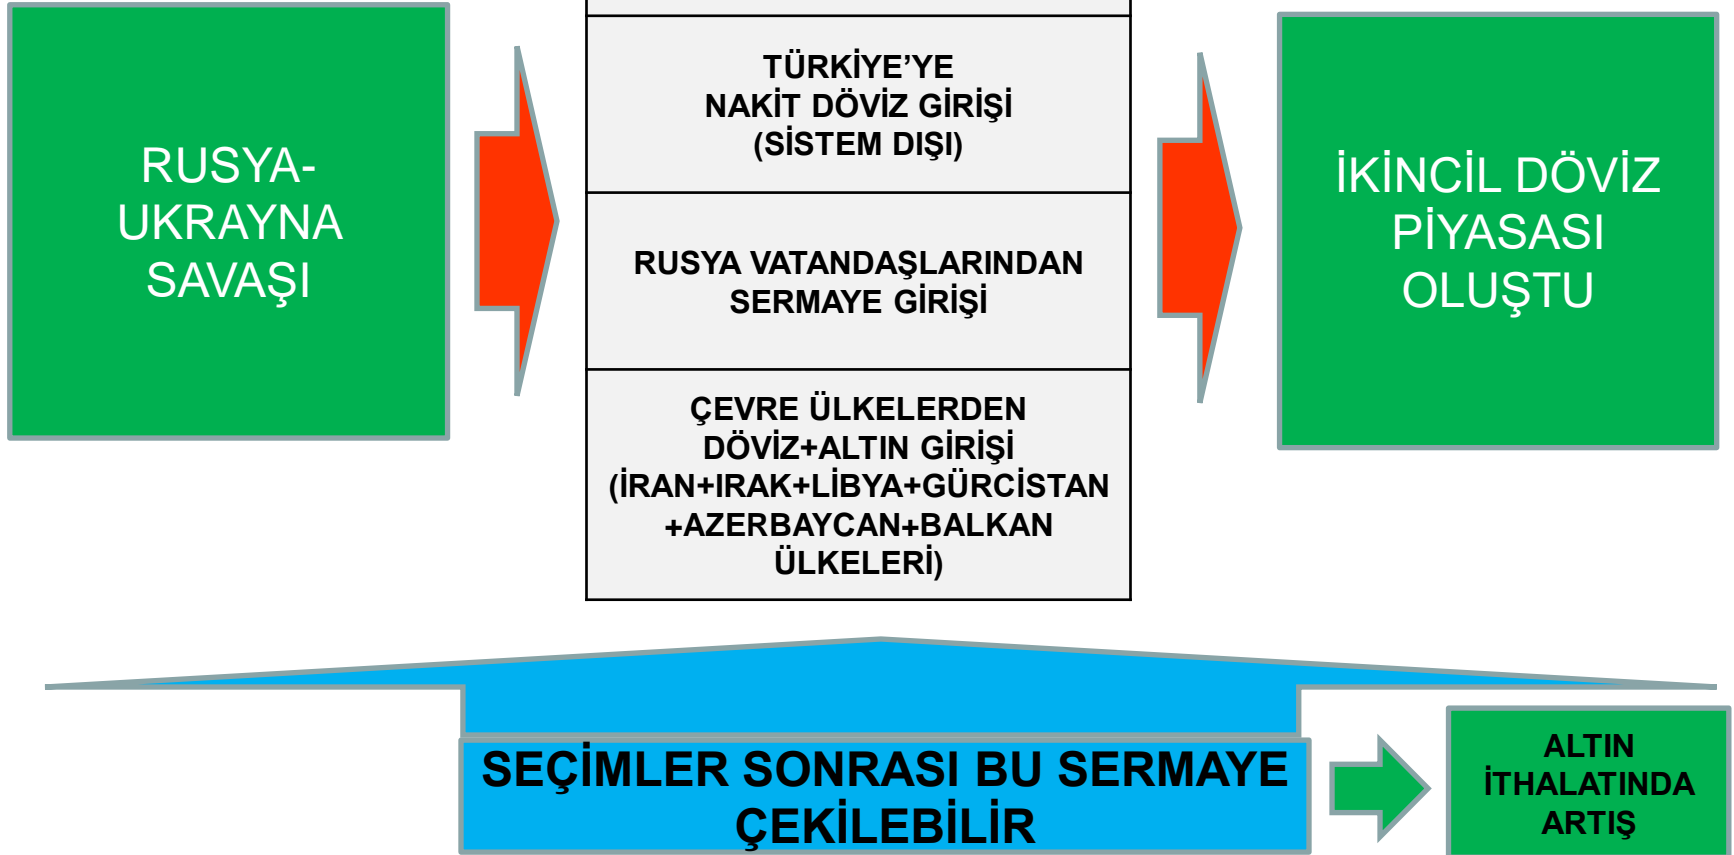 RUSYA-
UKRAYNA
SAVAŞI
TÜRKİYE’YE
NAKİT DÖVİZ GİRİŞİ
(SİSTEM DIŞI)
RUSYA VATANDAŞLARINDAN
SERMAYE GİRİŞİ
ÇEVRE ÜLKELERDEN
DÖVİZ+ALTIN GİRİŞİ
(İRAN+IRAK+LİBYA+GÜRCİSTAN
+AZERBAYCAN+BALKAN
ÜLKELERİ)
İKİNCİL DÖVİZ
PİYASASI
OLUŞTU
SEÇİMLER SONRASI BU SERMAYE
ÇEKİLEBİLİR
ALTIN
İTHALATINDA
ARTIŞ